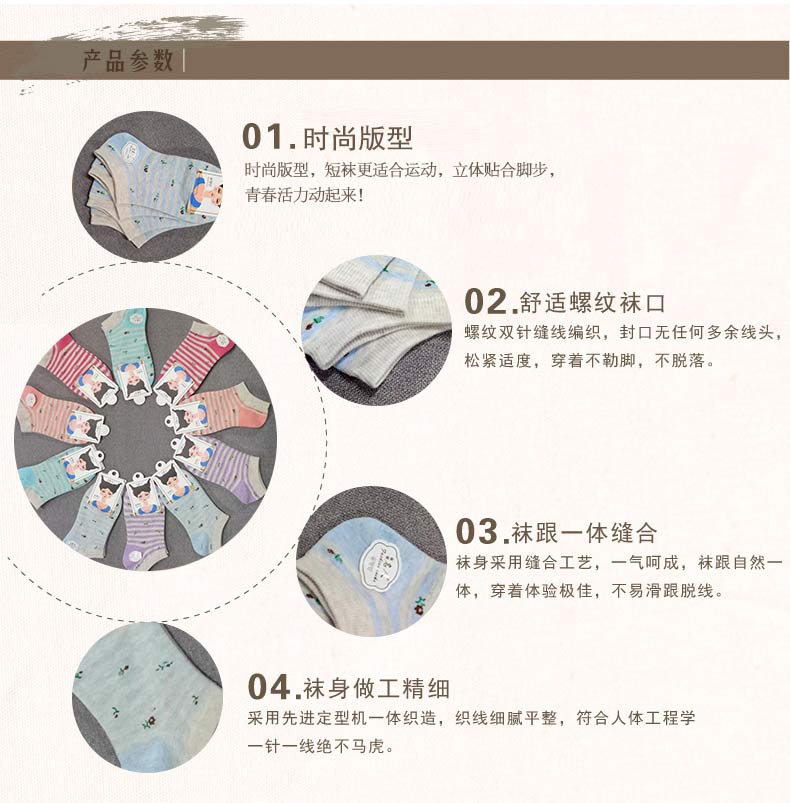 产品参数
01.时尚版型
时尚版型，短袜更适合运动，立体贴合脚步，
青春活力动起来！
02.舒适螺纹袜口
螺纹双针缝线编织，封口无任何多余线头，
松紧适度，穿着不勒脚，不脱落。
03.袜跟一体缝合
袜身采用缝合工艺，一气呵成，袜跟自然一
体，穿着体验极佳，不易滑跟脱线。
04.袜身做工精细
采用先进定型机一体织造，织线细腻平整，符合人体工程学
一针一线绝不马虎。